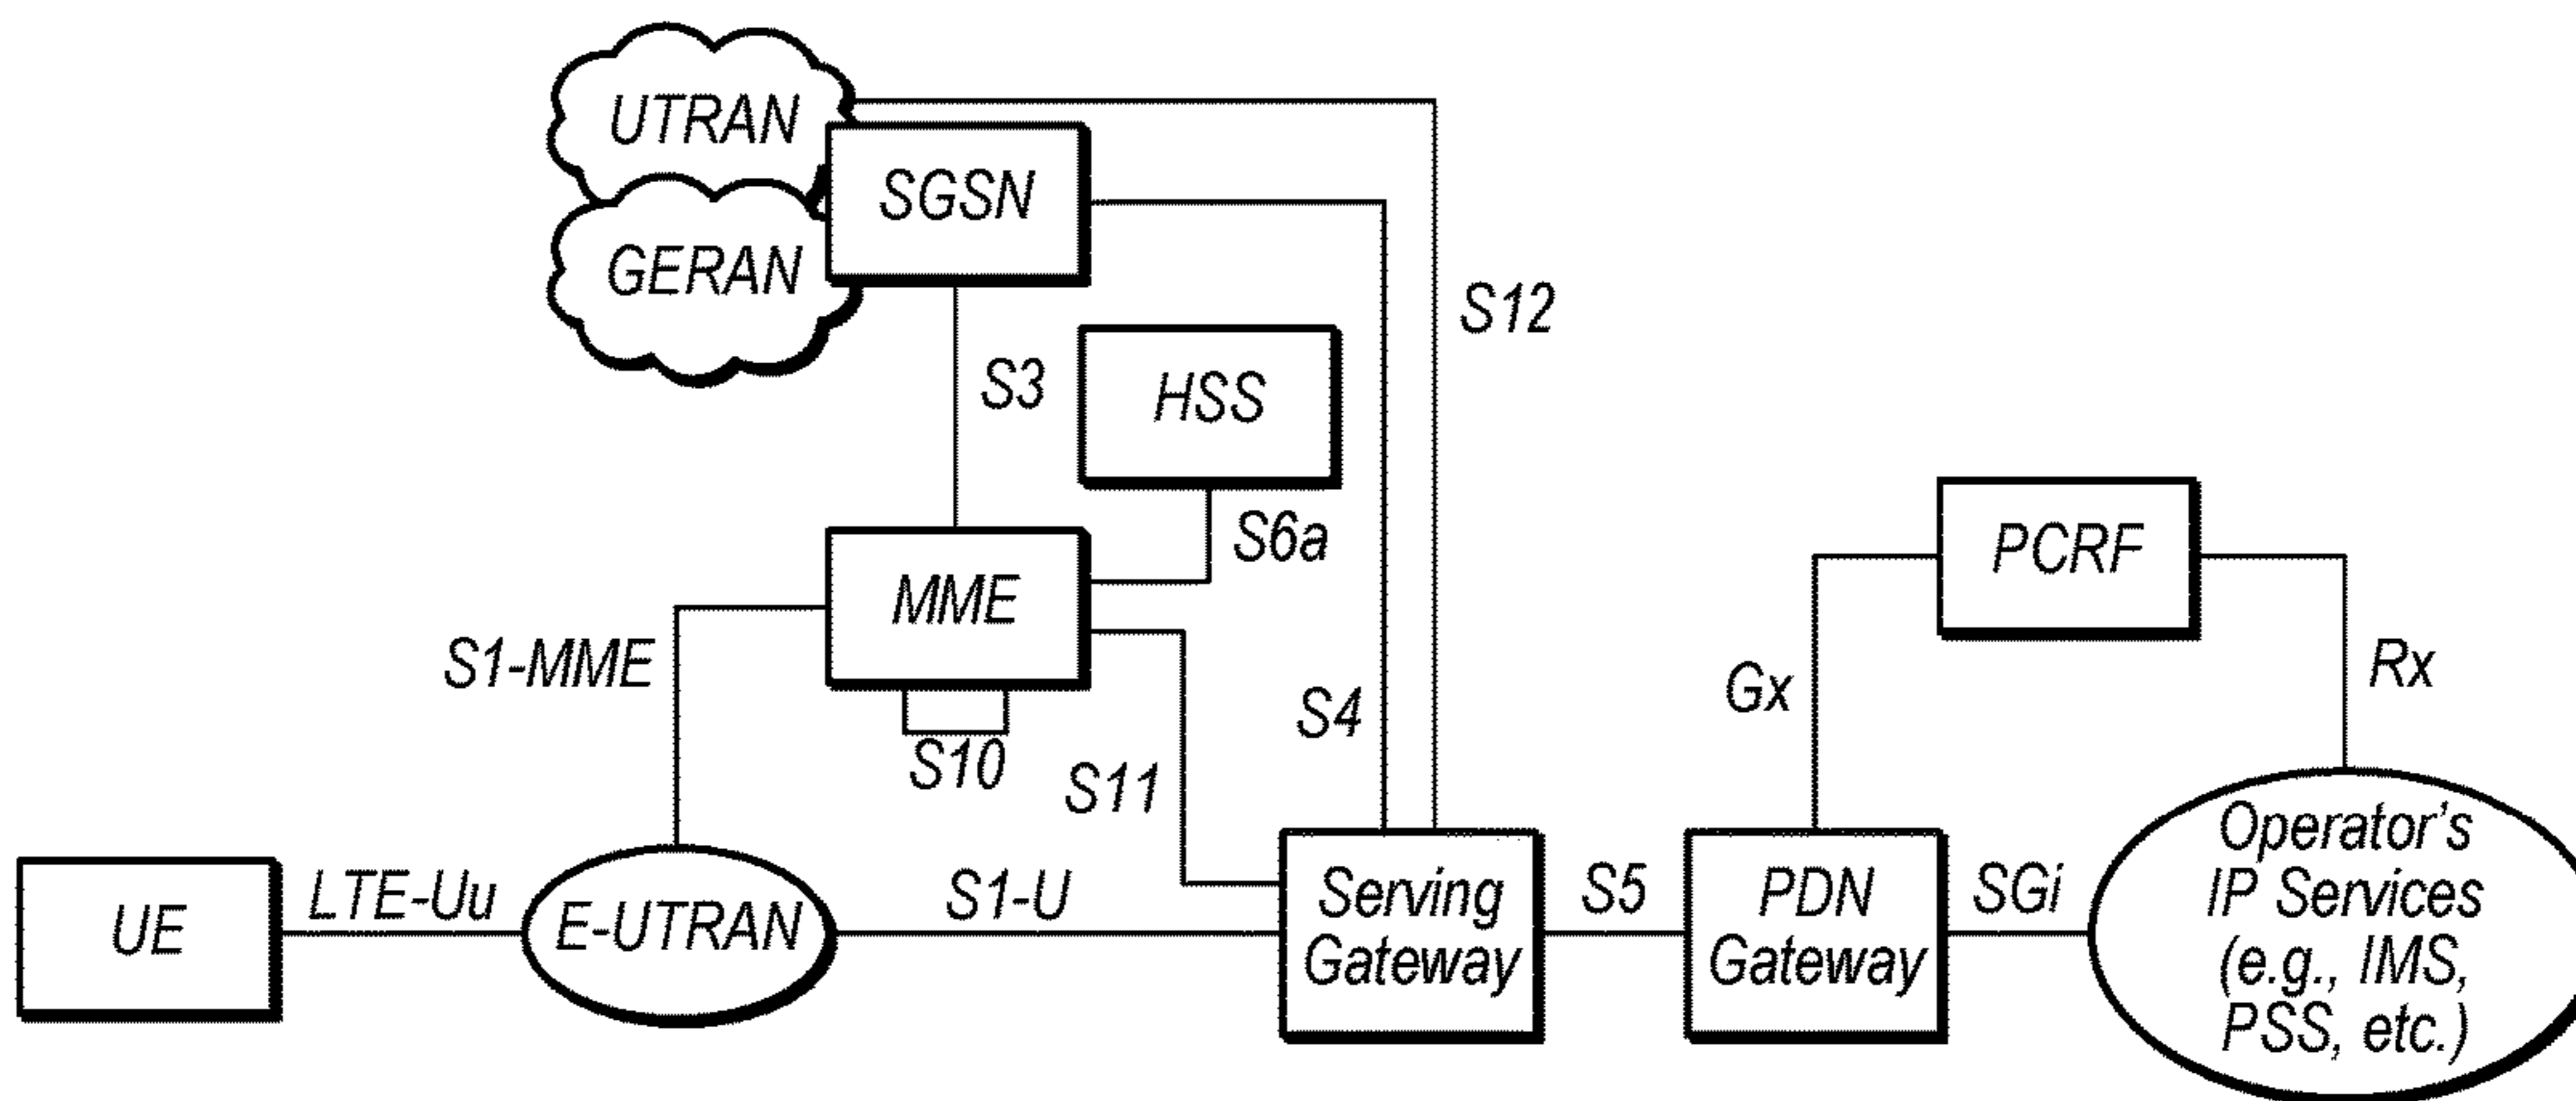 UTRAN
SGSN
GERAN
S12
HSS
S3
S6a
PCRF
MME
S1-MME
Rx
Gx
S4
S10
S11
UE
LTE-Uu
E-UTRAN
S1-U
Serving
Gateway
S5
PDN
Gateway
SGi
Operator's
IP Services
(e.g., IMS,
PSS, etc.)